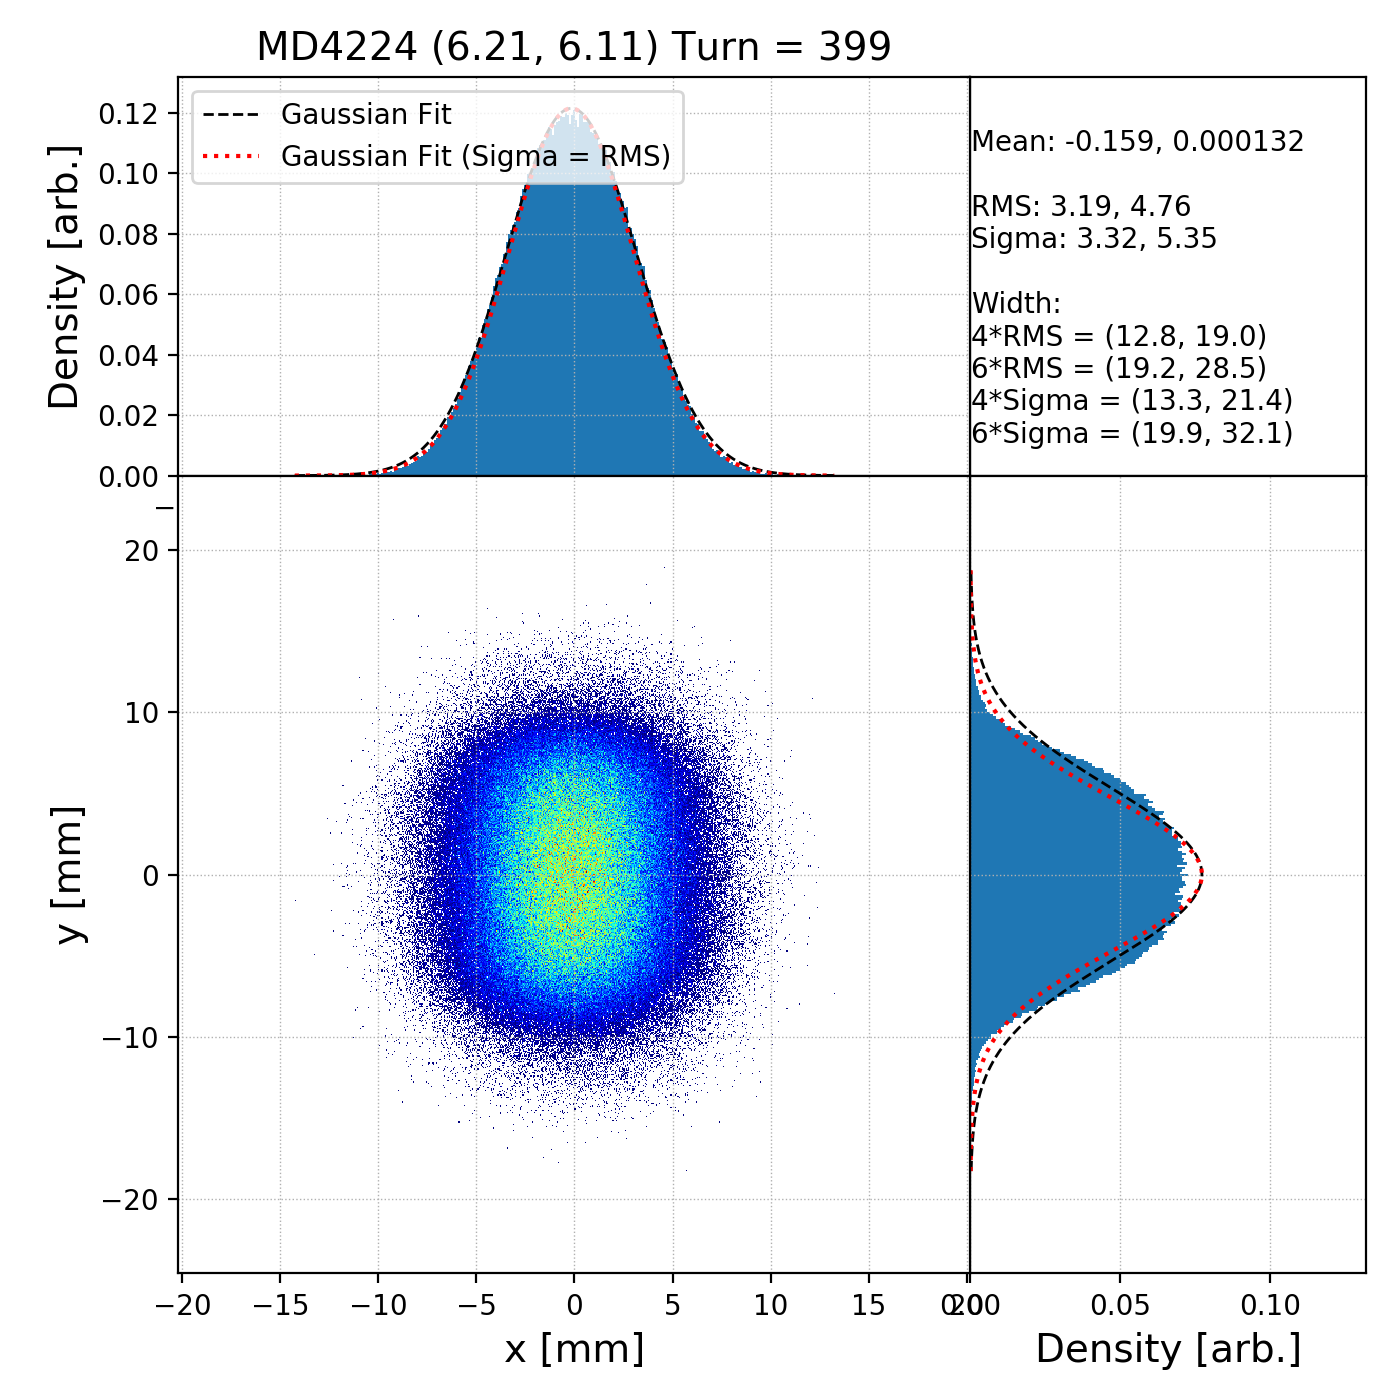 MD4224 (6.21, 6.11) Turn = 399
Gaussian Fit
Gaussian Fit (Sigma = RMS)
Density [arb.]
0.12
0.10
0.08
0.06
0.04
0.02
0.00
Mean: -0.159, 0.000132
RMS: 3.19, 4.76
Sigma: 3.32, 5.35
Width:
4*RMS = (12.8, 19.0)
6*RMS = (19.2, 28.5)
4*Sigma = (13.3, 21.4)
6*Sigma = (19.9, 32.1)
y [mm]
20
10
0
−10
−20
−20 −15 −10 −5 0 5 10 15 20
x [mm]
0.00 0.05 0.10
Density [arb.]